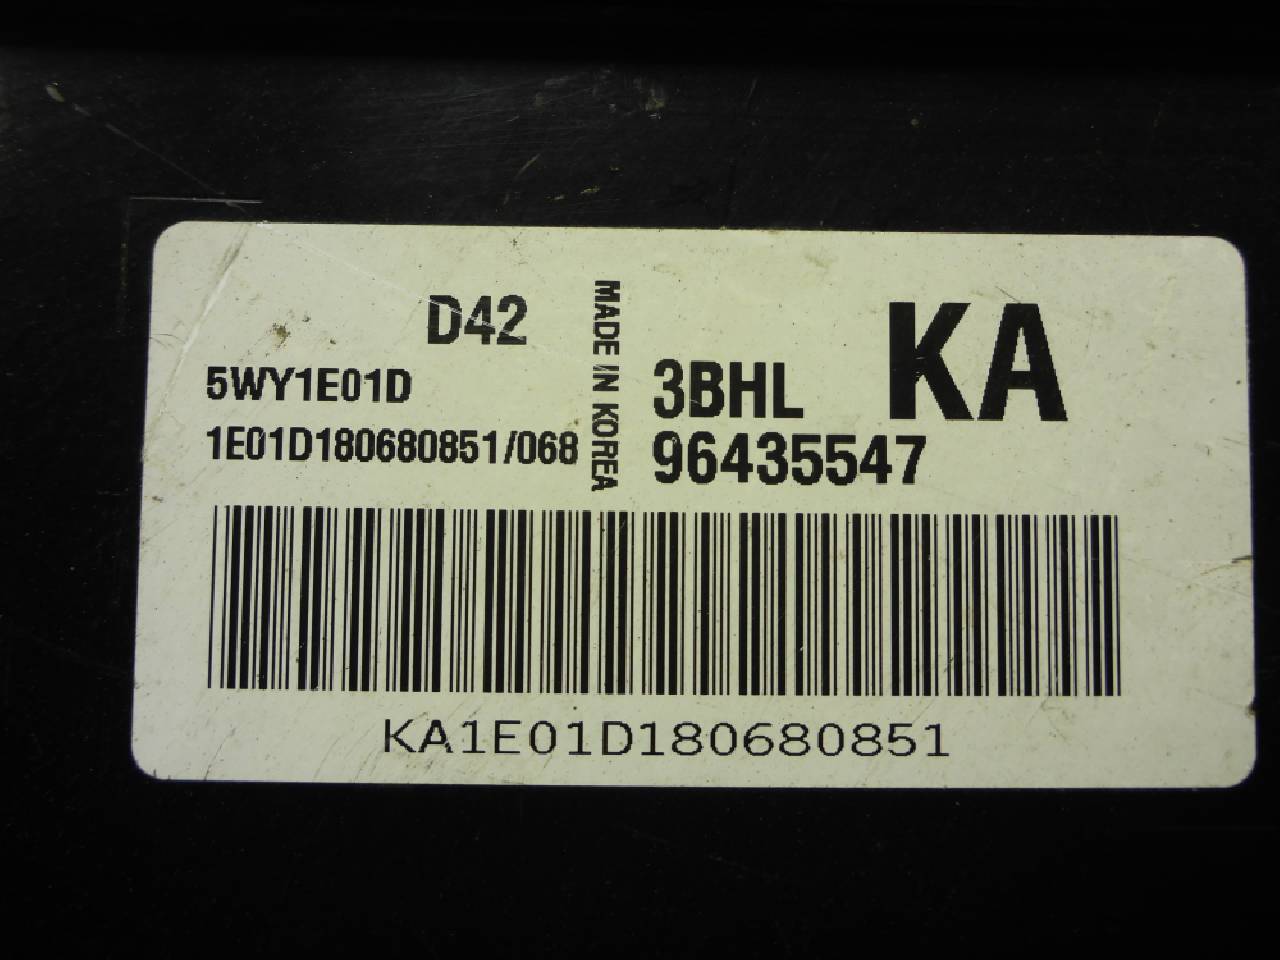 D42
5WY1E01D
1E01D180680851/068
MADE IN KOREA
3BHL KA
96435547
KA1E01D180680851